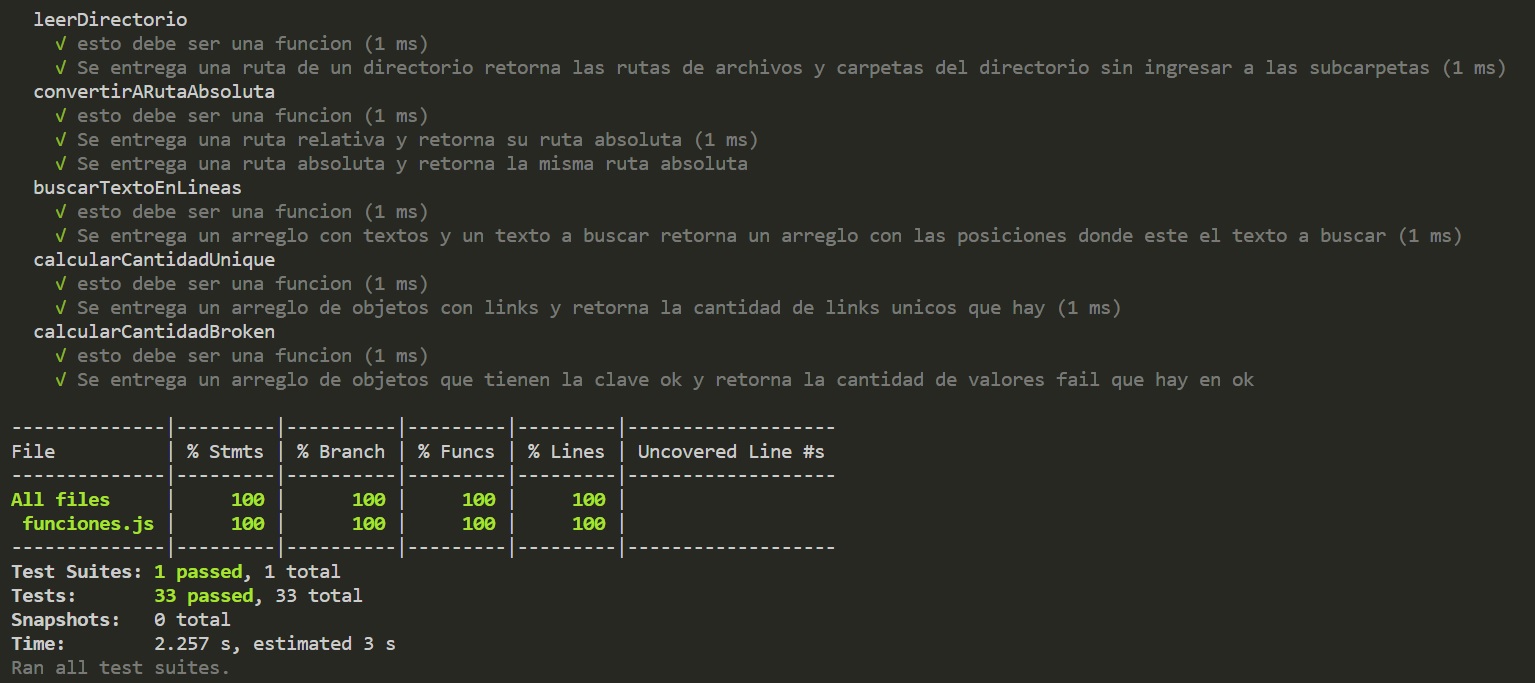 leerDirectorio
√ esto debe ser una funcion (1 ms)
√ Se entrega una ruta de un directorio retorna las rutas de archivos y carpetas del directorio sin ingresar a las subcarpetas (1 ms)
convertirARutaAbsoluta
√ esto debe ser una funcion (1 ms)
√ Se entrega una ruta relativa y retorna su ruta absoluta (1 ms)
√ Se entrega una ruta absoluta y retorna la misma ruta absoluta
buscarTextoEnLineas
√ esto debe ser una funcion (1 ms)
√ Se entrega un arreglo con textos y un texto a buscar retorna un arreglo con las posiciones donde este el texto a buscar (1 ms)
calcularCantidadUnique
√ esto debe ser una funcion (1 ms)
√ Se entrega un arreglo de objetos con links y retorna la cantidad de links unicos que hay (1 ms)
calcularCantidadBroken
√ esto debe ser una funcion (1 ms)
√ Se entrega un arreglo de objetos que tienen la clave ok y retorna la cantidad de valores fail que hay en ok
--------------|---------|----------|---------|---------|-------------------
File          | % Stmts | % Branch | % Funcs | % Lines | Uncovered Line #s
--------------|---------|----------|---------|---------|-------------------
All files     |     100 |      100 |     100 |     100 |
 funciones.js |     100 |      100 |     100 |     100 |
--------------|---------|----------|---------|---------|-------------------
Test Suites: 1 passed, 1 total
Tests:       33 passed, 33 total
Snapshots:   0 total
Time:        2.257 s, estimated 3 s
Ran all test suites.